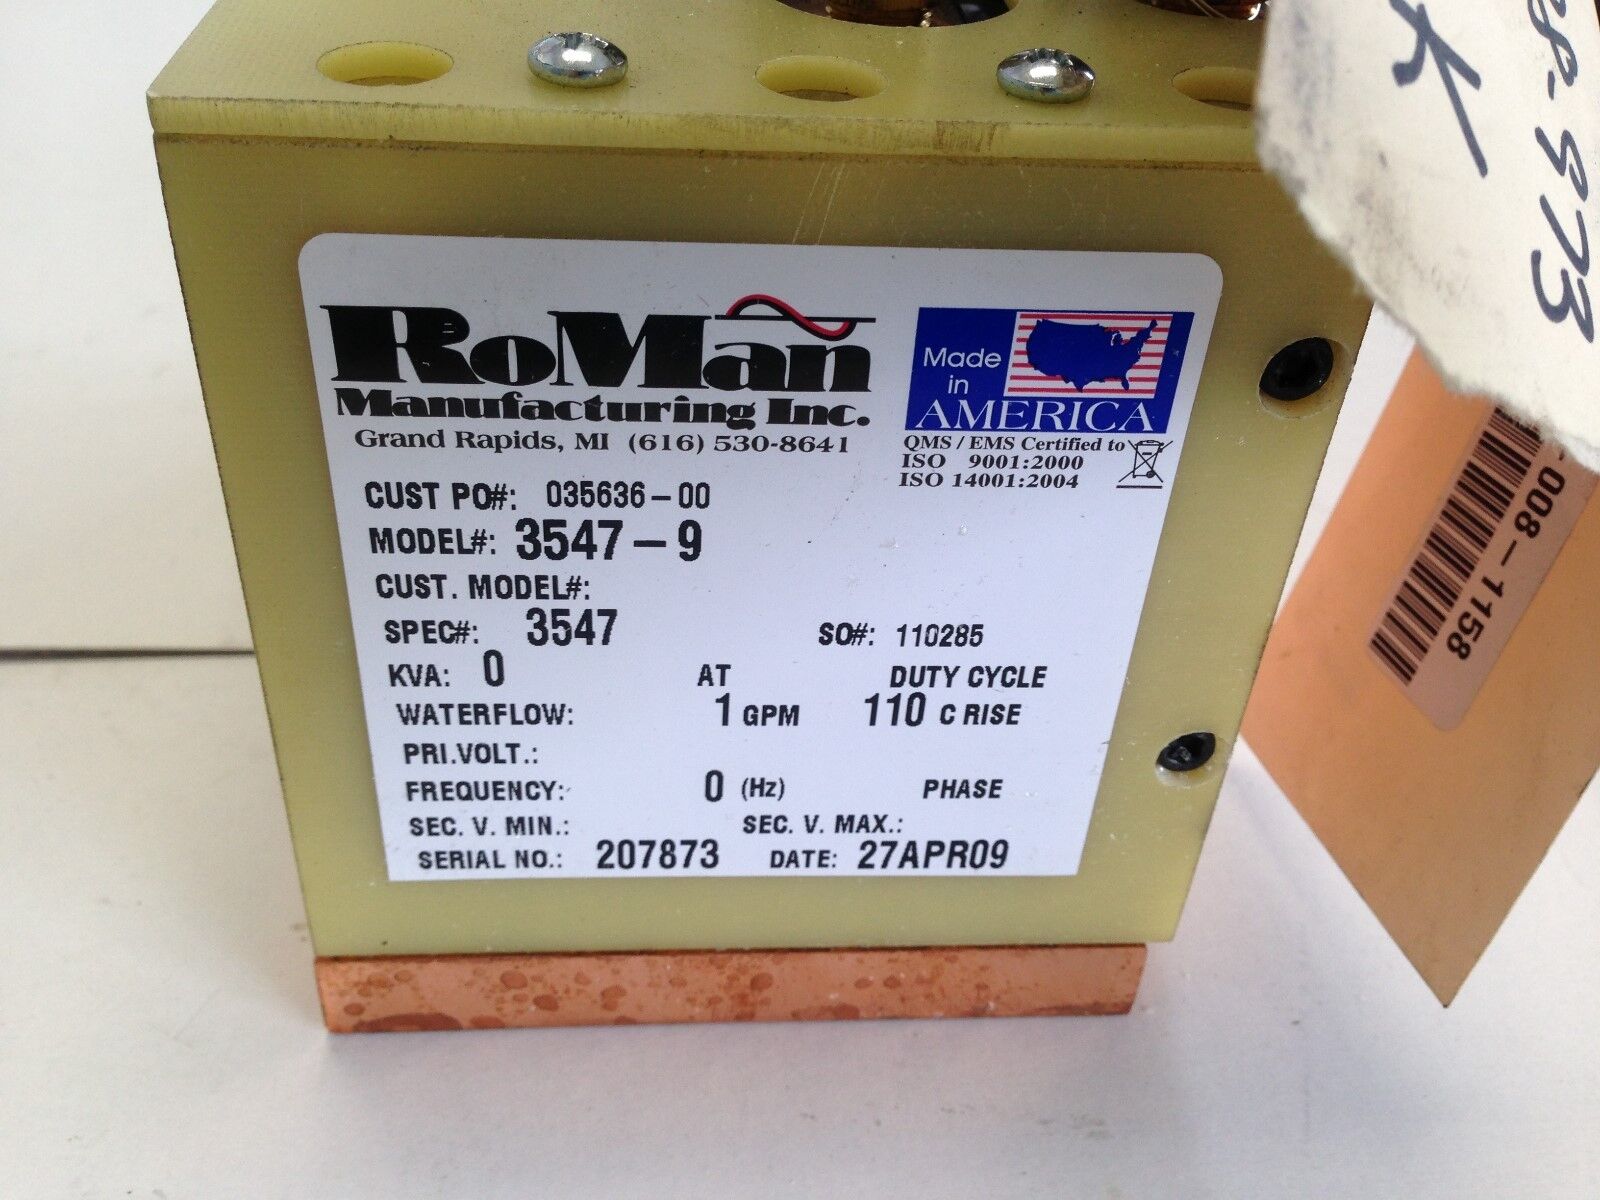 RoMan
Manufacturing Inc.
Grand Rapids, MI (616) 530-8641
Made
in
AMERICA
QMS / EMS Certified to
ISO 9001:2000
ISO 14001:2004
CUST PO#: 035636-00
MODEL#: 3547-9
CUST. MODEL#:
SPEC#: 3547 SO#: 110285
KVA: 0 AT DUTY CYCLE
WATERFLOW: 1 GPM 110 C RISE
PRI.VOLT.:
FREQUENCY: 0 (Hz) PHASE
SEC. V. MIN.: SEC. V. MAX.:
SERIAL NO.: 207873 DATE: 27APR09
873
K
008-1158